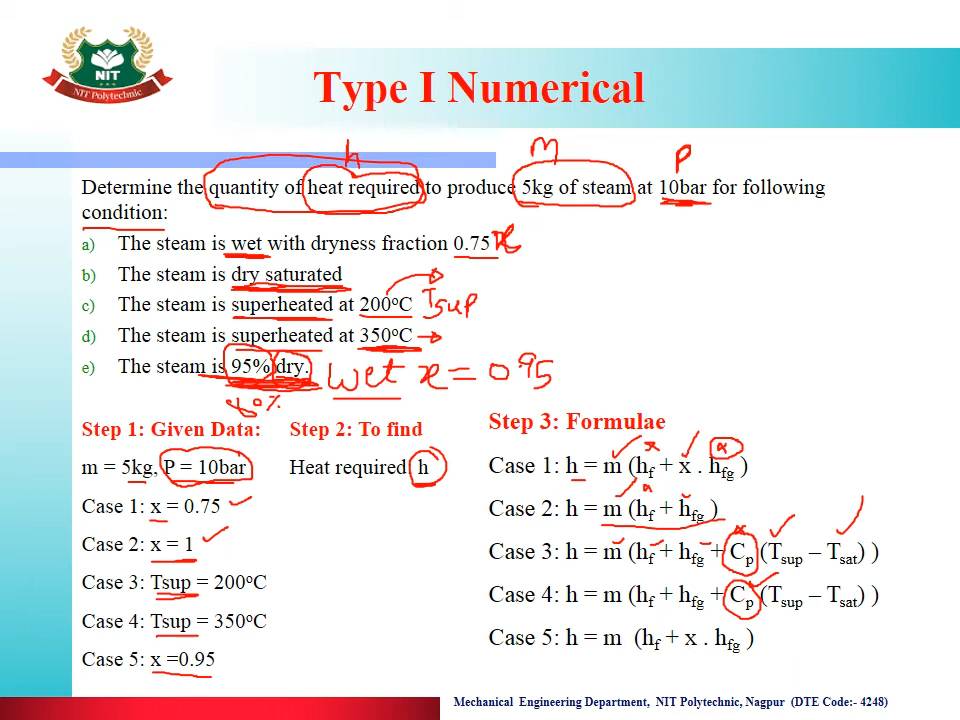 NIT
NIT Polytechnic
Type I Numerical
h m P
Determine the quantity of heat required to produce 5kg of steam at 10bar for following
condition:
a) The steam is wet with dryness fraction 0.75 x
b) The steam is dry saturated
c) The steam is superheated at 200°C Tsup
d) The steam is superheated at 350°C
e) The steam is 95% dry. wet x = 0.95
Step 1: Given Data:
m = 5kg, P = 10bar
Case 1: x = 0.75
Case 2: x = 1
Case 3: Tsup = 200°C
Case 4: Tsup = 350°C
Case 5: x =0.95
Step 2: To find
Heat required: h
Step 3: Formulae
Case 1: h = m (hf + x . hfg )
Case 2: h = m (hf + hfg )
Case 3: h = m (hf + hfg + Cp (Tsup – Tsat) )
Case 4: h = m (hf + hfg + Cp (Tsup – Tsat) )
Case 5: h = m (hf + x . hfg )
Mechanical Engineering Department, NIT Polytechnic, Nagpur (DTE Code:- 4248)